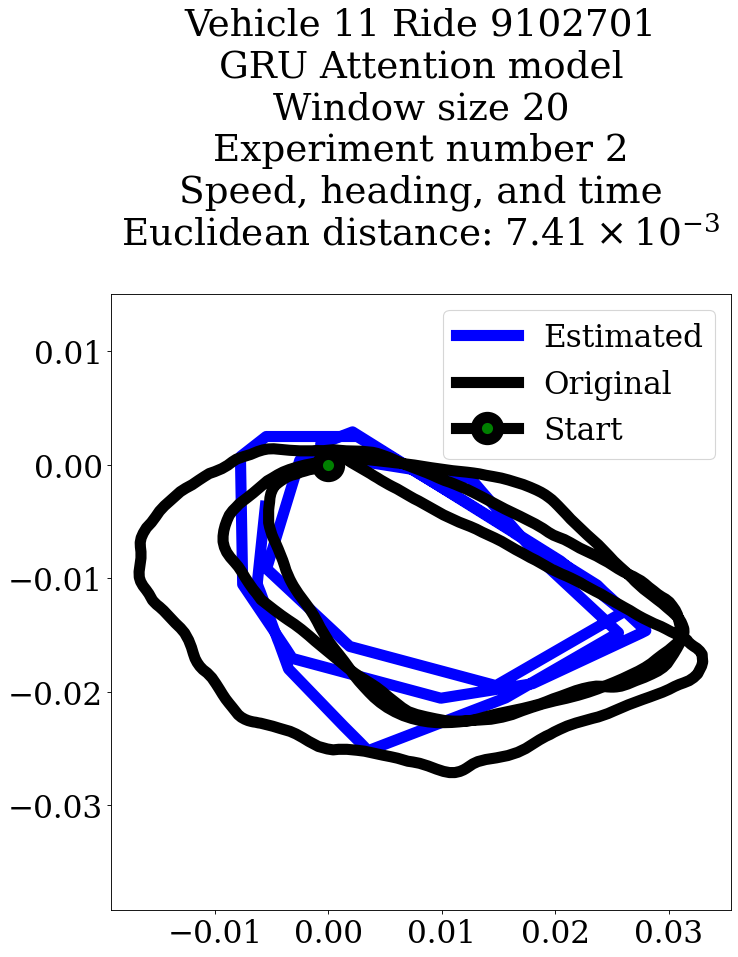 Vehicle 11 Ride 9102701
GRU Attention model
Window size 20
Experiment number 2
Speed, heading, and time
Euclidean distance: 7.41 × 10⁻³
Estimated
Original
Start
0.01
0.00
−0.01
−0.02
−0.03
−0.01 0.00 0.01 0.02 0.03